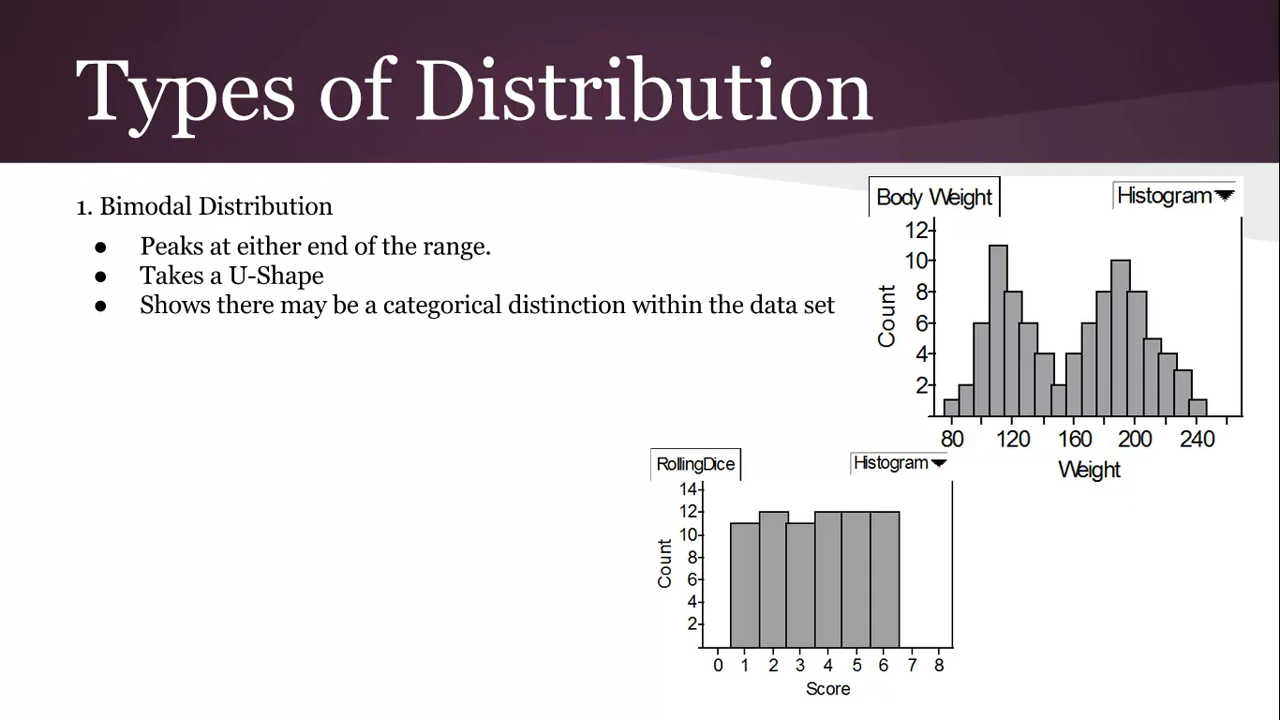 Types of Distribution
1. Bimodal Distribution
● Peaks at either end of the range.
● Takes a U-Shape
● Shows there may be a categorical distinction within the data set
Body Weight
Histogram
12
10
8
6
4
2
Count
80 120 160 200 240
Weight
RollingDice
Histogram
14
12
10
8
6
4
2
Count
0 1 2 3 4 5 6 7 8
Score